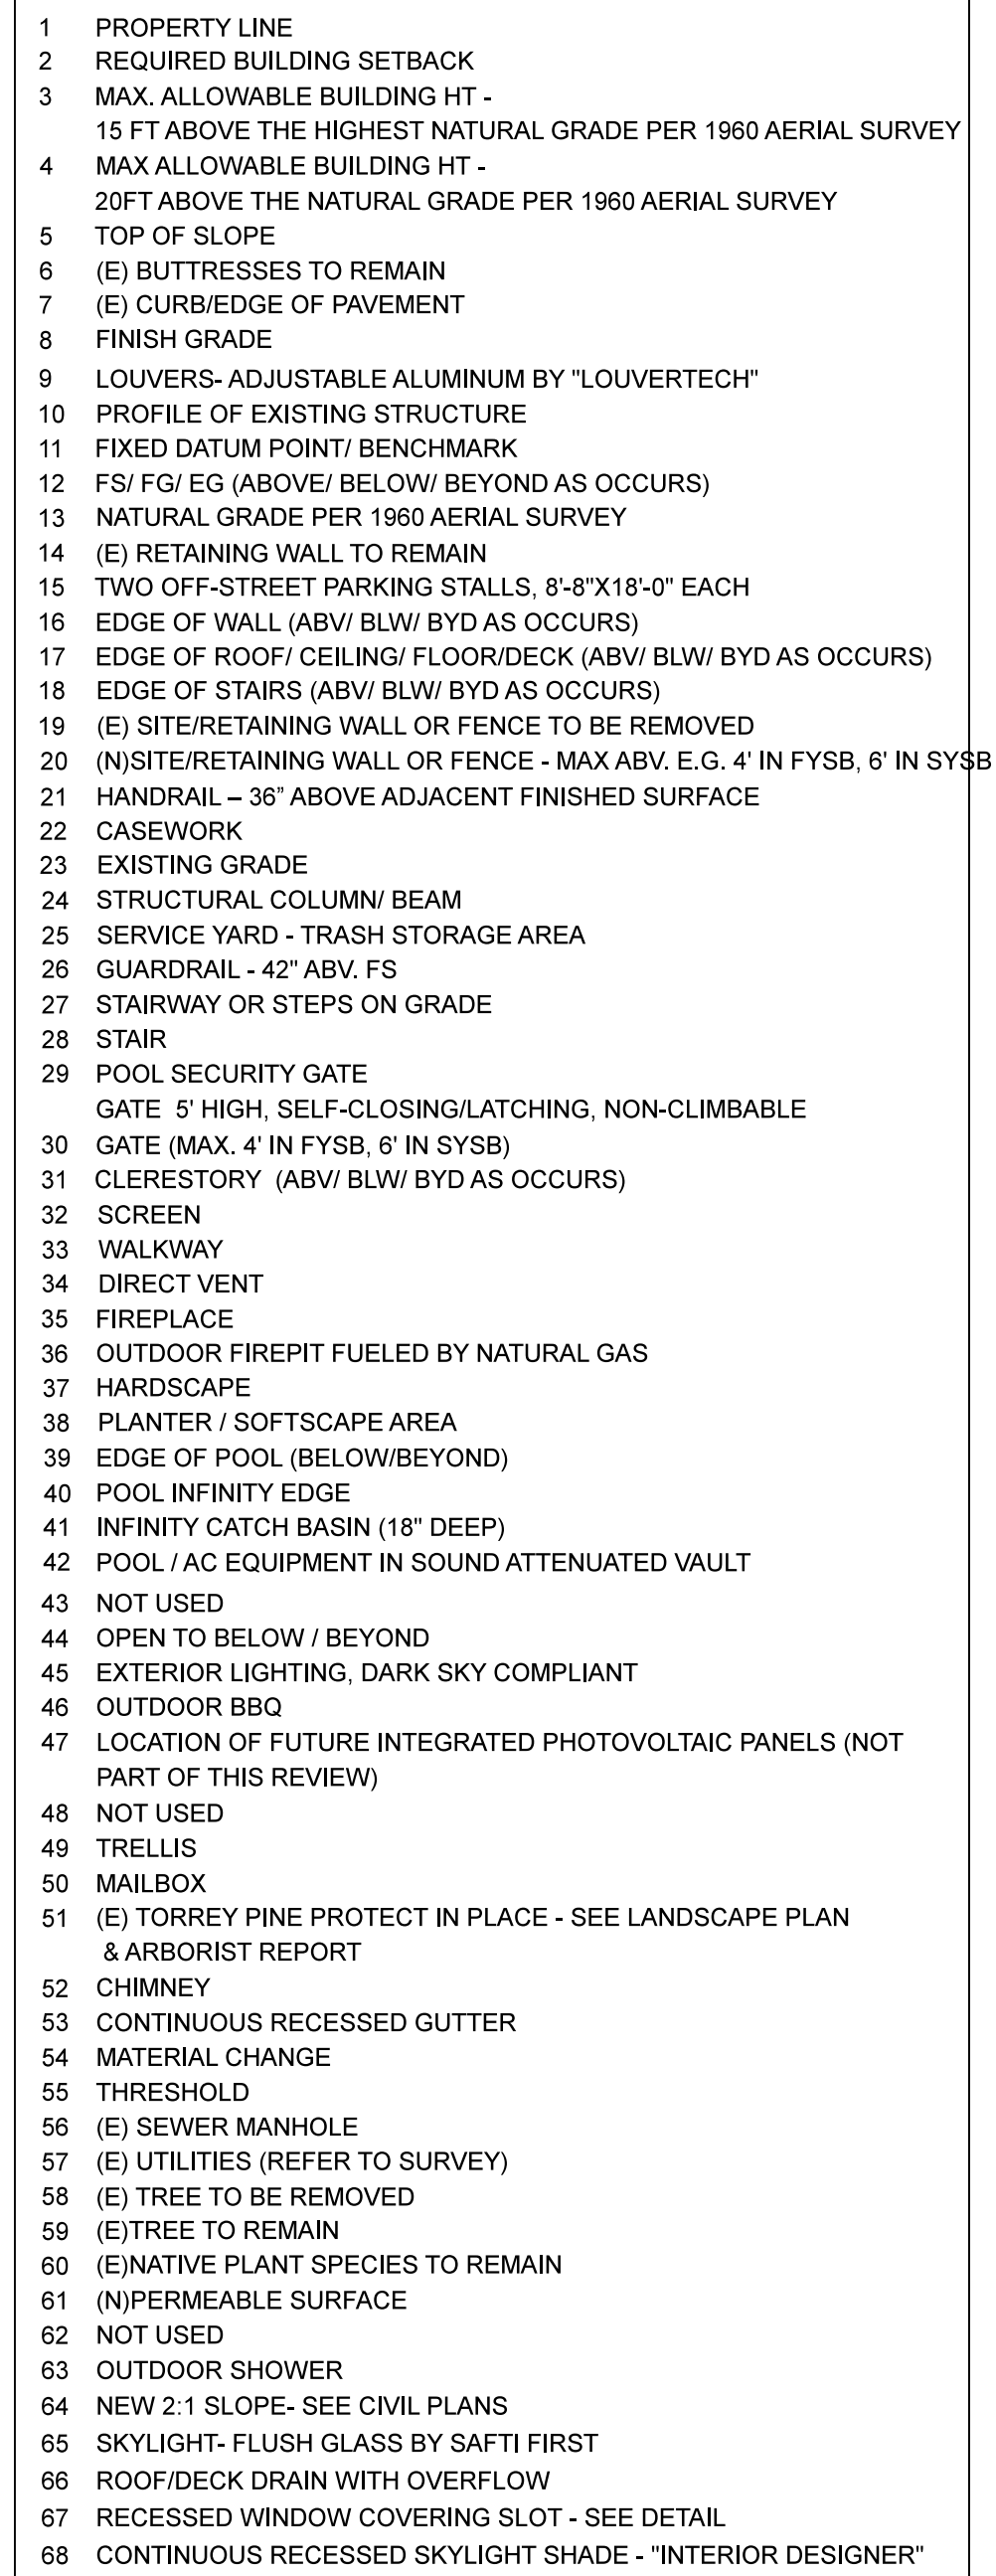 1 PROPERTY LINE
2 REQUIRED BUILDING SETBACK
3 MAX. ALLOWABLE BUILDING HT -
15 FT ABOVE THE HIGHEST NATURAL GRADE PER 1960 AERIAL SURVEY
4 MAX ALLOWABLE BUILDING HT -
20FT ABOVE THE NATURAL GRADE PER 1960 AERIAL SURVEY
5 TOP OF SLOPE
6 (E) BUTTRESSES TO REMAIN
7 (E) CURB/EDGE OF PAVEMENT
8 FINISH GRADE
9 LOUVERS- ADJUSTABLE ALUMINUM BY "LOUVERTECH"
10 PROFILE OF EXISTING STRUCTURE
11 FIXED DATUM POINT/ BENCHMARK
12 FS/ FG/ EG (ABOVE/ BELOW/ BEYOND AS OCCURS)
13 NATURAL GRADE PER 1960 AERIAL SURVEY
14 (E) RETAINING WALL TO REMAIN
15 TWO OFF-STREET PARKING STALLS, 8'-8"X18'-0" EACH
16 EDGE OF WALL (ABV/ BLW/ BYD AS OCCURS)
17 EDGE OF ROOF/ CEILING/ FLOOR/DECK (ABV/ BLW/ BYD AS OCCURS)
18 EDGE OF STAIRS (ABV/ BLW/ BYD AS OCCURS)
19 (E) SITE/RETAINING WALL OR FENCE TO BE REMOVED
20 (N)SITE/RETAINING WALL OR FENCE - MAX ABV. E.G. 4' IN FYSB, 6' IN SYSB
21 HANDRAIL – 36” ABOVE ADJACENT FINISHED SURFACE
22 CASEWORK
23 EXISTING GRADE
24 STRUCTURAL COLUMN/ BEAM
25 SERVICE YARD - TRASH STORAGE AREA
26 GUARDRAIL - 42" ABV. FS
27 STAIRWAY OR STEPS ON GRADE
28 STAIR
29 POOL SECURITY GATE
GATE 5' HIGH, SELF-CLOSING/LATCHING, NON-CLIMBABLE
30 GATE (MAX. 4' IN FYSB, 6' IN SYSB)
31 CLERESTORY (ABV/ BLW/ BYD AS OCCURS)
32 SCREEN
33 WALKWAY
34 DIRECT VENT
35 FIREPLACE
36 OUTDOOR FIREPIT FUELED BY NATURAL GAS
37 HARDSCAPE
38 PLANTER / SOFTSCAPE AREA
39 EDGE OF POOL (BELOW/BEYOND)
40 POOL INFINITY EDGE
41 INFINITY CATCH BASIN (18" DEEP)
42 POOL / AC EQUIPMENT IN SOUND ATTENUATED VAULT
43 NOT USED
44 OPEN TO BELOW / BEYOND
45 EXTERIOR LIGHTING, DARK SKY COMPLIANT
46 OUTDOOR BBQ
47 LOCATION OF FUTURE INTEGRATED PHOTOVOLTAIC PANELS (NOT
PART OF THIS REVIEW)
48 NOT USED
49 TRELLIS
50 MAILBOX
51 (E) TORREY PINE PROTECT IN PLACE - SEE LANDSCAPE PLAN
& ARBORIST REPORT
52 CHIMNEY
53 CONTINUOUS RECESSED GUTTER
54 MATERIAL CHANGE
55 THRESHOLD
56 (E) SEWER MANHOLE
57 (E) UTILITIES (REFER TO SURVEY)
58 (E) TREE TO BE REMOVED
59 (E)TREE TO REMAIN
60 (E)NATIVE PLANT SPECIES TO REMAIN
61 (N)PERMEABLE SURFACE
62 NOT USED
63 OUTDOOR SHOWER
64 NEW 2:1 SLOPE- SEE CIVIL PLANS
65 SKYLIGHT- FLUSH GLASS BY SAFTI FIRST
66 ROOF/DECK DRAIN WITH OVERFLOW
67 RECESSED WINDOW COVERING SLOT - SEE DETAIL
68 CONTINUOUS RECESSED SKYLIGHT SHADE - "INTERIOR DESIGNER"